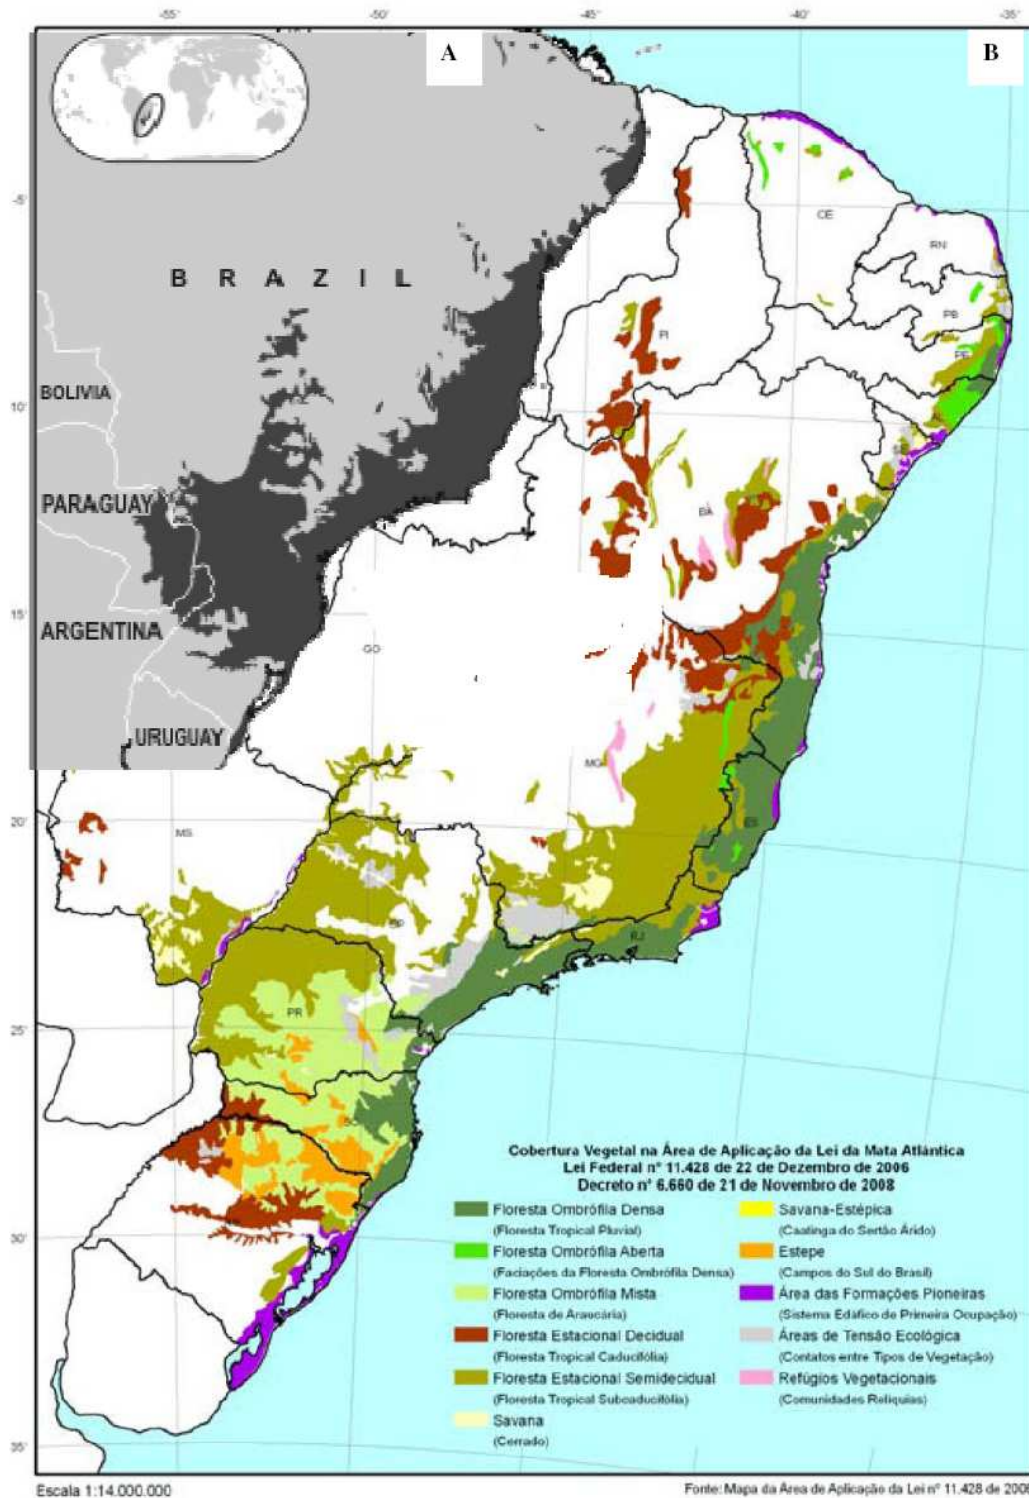 -55°
-50°
-45°
-40°
-35°
A
B
-5°
CE
RN
B R A Z I L
PB
PI
PE
BOLIVIA
10°
PARAGUAY
BA
15°
ARGENTINA
GO
URUGUAY
MG
20°
MS
ES
SP
RJ
PR
25°
SC
Cobertura Vegetal na Área de Aplicação da Lei da Mata Atlântica
Lei Federal n° 11.428 de 22 de Dezembro de 2006
Decreto n° 6.660 de 21 de Novembro de 2008
Floresta Ombrófila Densa
(Floresta Tropical Pluvial)
Floresta Ombrófila Aberta
(Faciações da Floresta Ombrófila Densa)
Floresta Ombrófila Mista
(Floresta de Araucária)
Floresta Estacional Decidual
(Floresta Tropical Caducifólia)
Floresta Estacional Semidecidual
(Floresta Tropical Subcaducifólia)
Savana
(Cerrado)
Savana-Estépica
(Caatinga do Sertão Árido)
Estepe
(Campos do Sul do Brasil)
Área das Formações Pioneiras
(Sistema Edáfico de Primeira Ocupação)
Áreas de Tensão Ecológica
(Contatos entre Tipos de Vegetação)
Refúgios Vegetacionais
(Comunidades Relíquias)
30°
35°
Escala 1:14.000.000
Fonte: Mapa da Área de Aplicação da Lei n° 11.428 de 2006